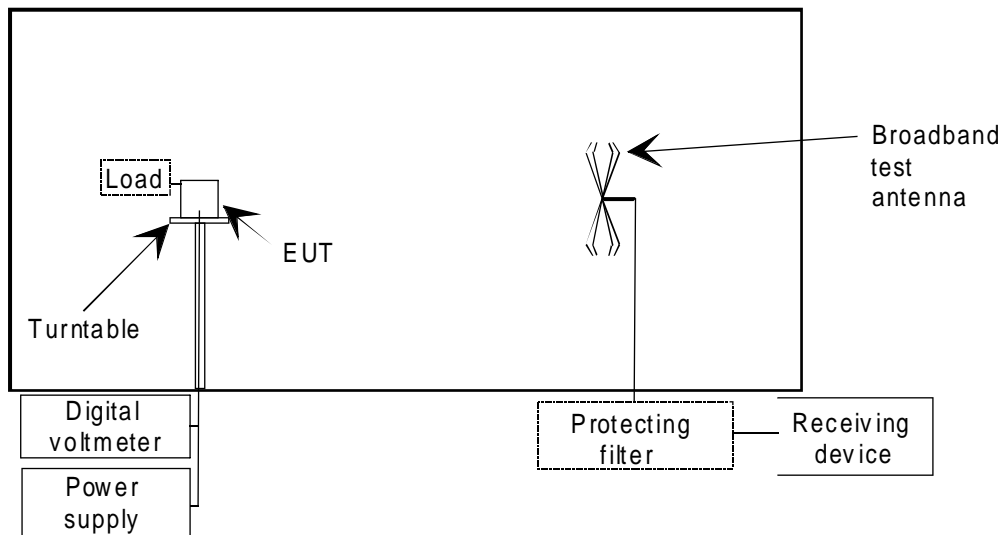 Broadband
test
antenna
Load
EUT
Turntable
Digital
voltmeter
Power
supply
Protecting
filter
Receiving
device